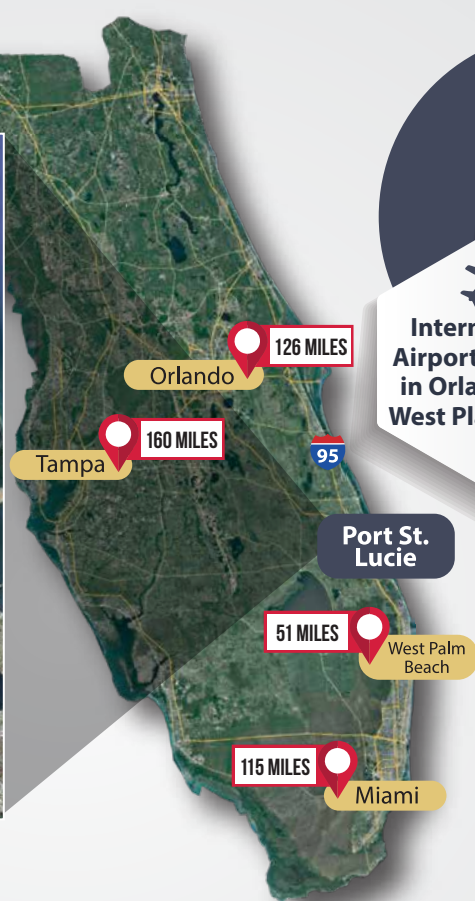 126 MILES
Orlando
160 MILES
Tampa
95
Airport
in Orla
West Pl
Port St.
Lucie
51 MILES
West Palm
Beach
115 MILES
Miami